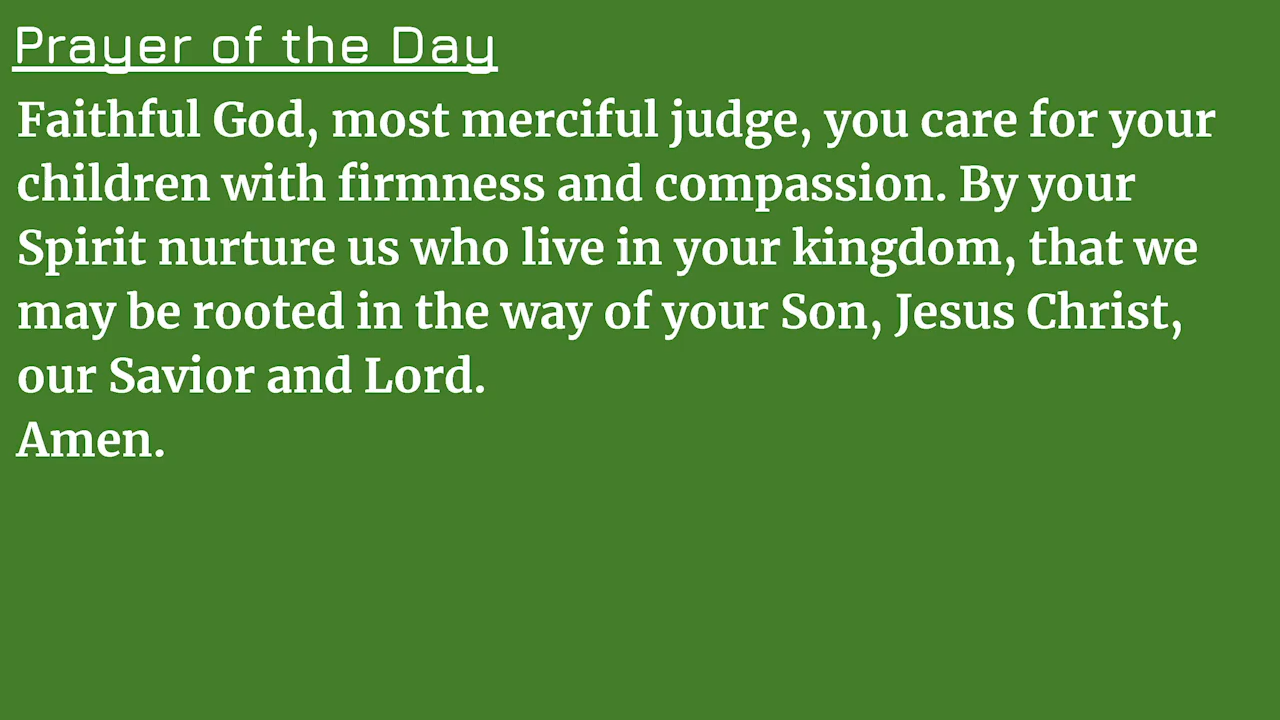 Prayer of the Day
Faithful God, most merciful judge, you care for your
children with firmness and compassion. By your
Spirit nurture us who live in your kingdom, that we
may be rooted in the way of your Son, Jesus Christ,
our Savior and Lord.
Amen.